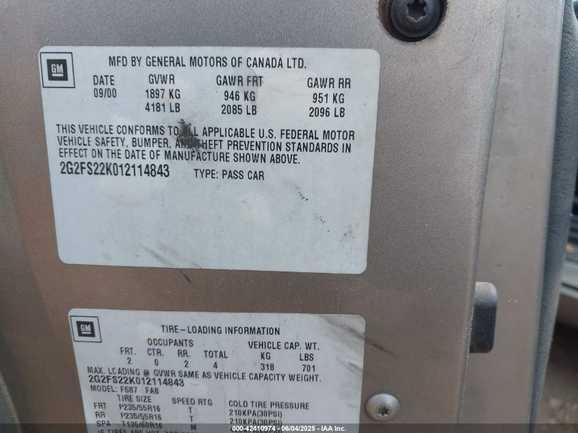 GM
MFD BY GENERAL MOTORS OF CANADA LTD.
DATE GVWR GAWR FRT GAWR RR
09/00 1897 KG 946 KG 951 KG
4181 LB 2085 LB 2096 LB
THIS VEHICLE CONFORMS TO ALL APPLICABLE U.S. FEDERAL MOTOR
VEHICLE SAFETY, BUMPER, AND THEFT PREVENTION STANDARDS IN
EFFECT ON THE DATE OF MANUFACTURE SHOWN ABOVE.
2G2FS22K012114843 TYPE: PASS CAR
GM
TIRE-LOADING INFORMATION
OCCUPANTS VEHICLE CAP. WT.
FRT. CTR. RR. TOTAL KG LBS
2 0 2 4 318 701
MAX. LOADING @ GVWR SAME AS VEHICLE CAPACITY WEIGHT.
2G2FS22K012114843
MODEL: FS87 FAB
TIRE SIZE SPEED RTG COLD TIRE PRESSURE
FRT P235/55R16 T 210KPA(30PSI)
RR P235/55R16 T 210KPA(30PSI)
SPA
000-42410974 - 06/04/2025 - IAA Inc.